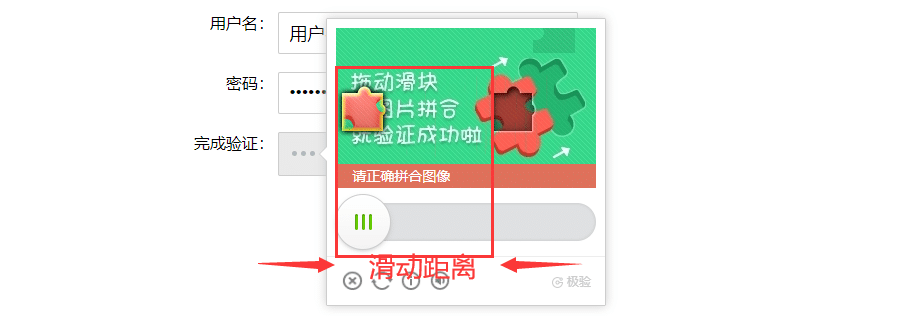 用户名：
用户
密码：
拖动滑块
图片拼合
就验证成功啦
完成验证：
请正确拼合图像
滑动距离
极验